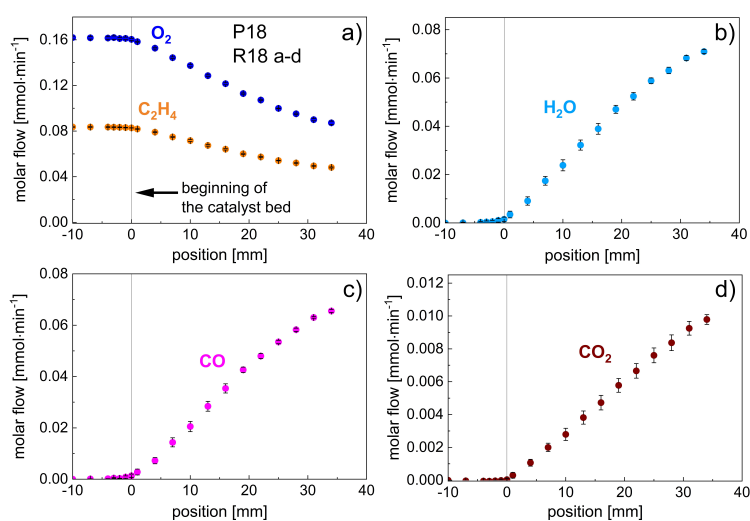 a)
P18
R18 a-d
O₂
C₂H₄
beginning of
the catalyst bed
molar flow [mmol·min⁻¹]
0.16
0.12
0.08
0.04
0.00
-10 0 10 20 30 40
position [mm]
b)
H₂O
molar flow [mmol·min⁻¹]
0.08
0.06
0.04
0.02
0.00
-10 0 10 20 30 40
position [mm]
c)
CO
molar flow [mmol·min⁻¹]
0.08
0.06
0.04
0.02
0.00
-10 0 10 20 30 40
position [mm]
d)
CO₂
molar flow [mmol·min⁻¹]
0.012
0.010
0.008
0.006
0.004
0.002
0.000
-10 0 10 20 30 40
position [mm]